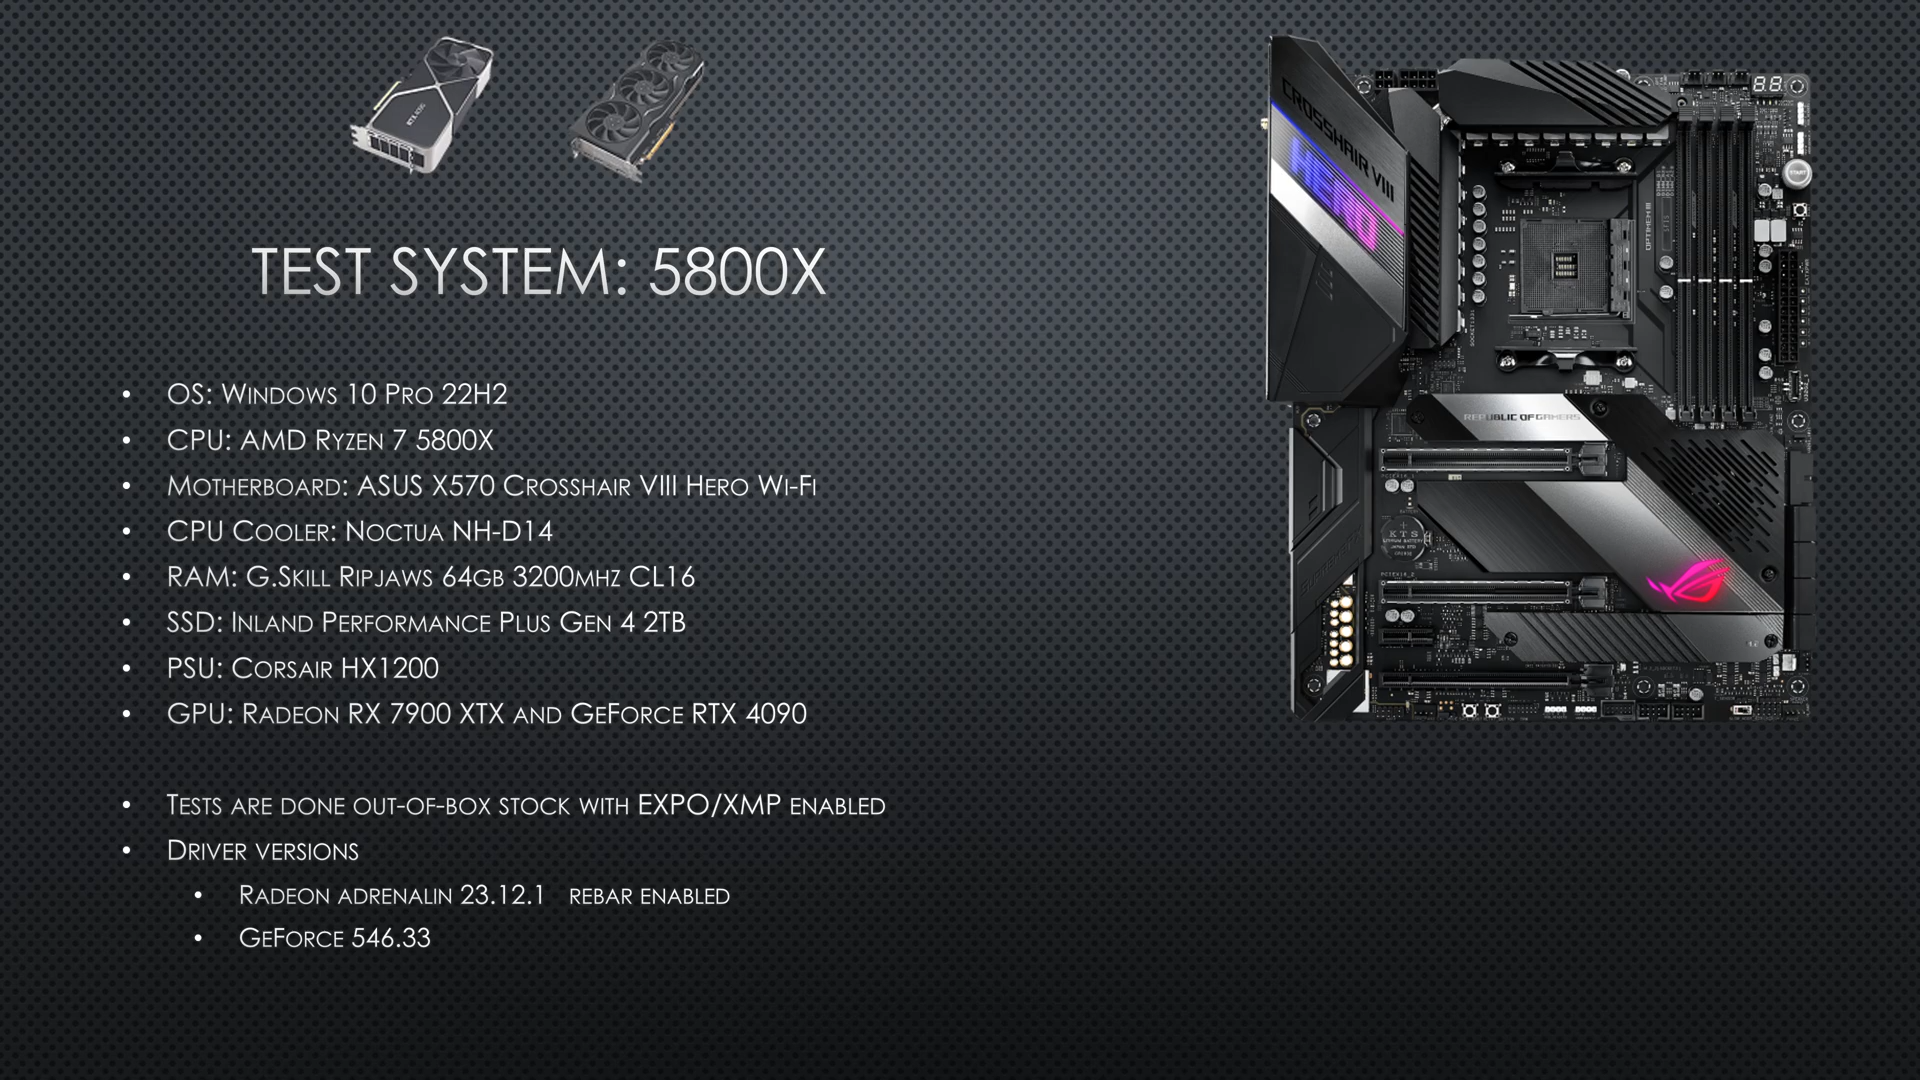 TEST SYSTEM: 5800X
• OS: WINDOWS 10 PRO 22H2
• CPU: AMD RYZEN 7 5800X
• MOTHERBOARD: ASUS X570 CROSSHAIR VIII HERO WI-FI
• CPU COOLER: NOCTUA NH-D14
• RAM: G.SKILL RIPJAWS 64GB 3200MHZ CL16
• SSD: INLAND PERFORMANCE PLUS GEN 4 2TB
• PSU: CORSAIR HX1200
• GPU: RADEON RX 7900 XTX AND GEFORCE RTX 4090
• TESTS ARE DONE OUT-OF-BOX STOCK WITH EXPO/XMP ENABLED
• DRIVER VERSIONS
• RADEON ADRENALIN 23.12.1 REBAR ENABLED
• GEFORCE 546.33
CROSSHAIR VIII
HERO
START
OPTIMEM III
REPUBLIC OF GAMERS
KTS